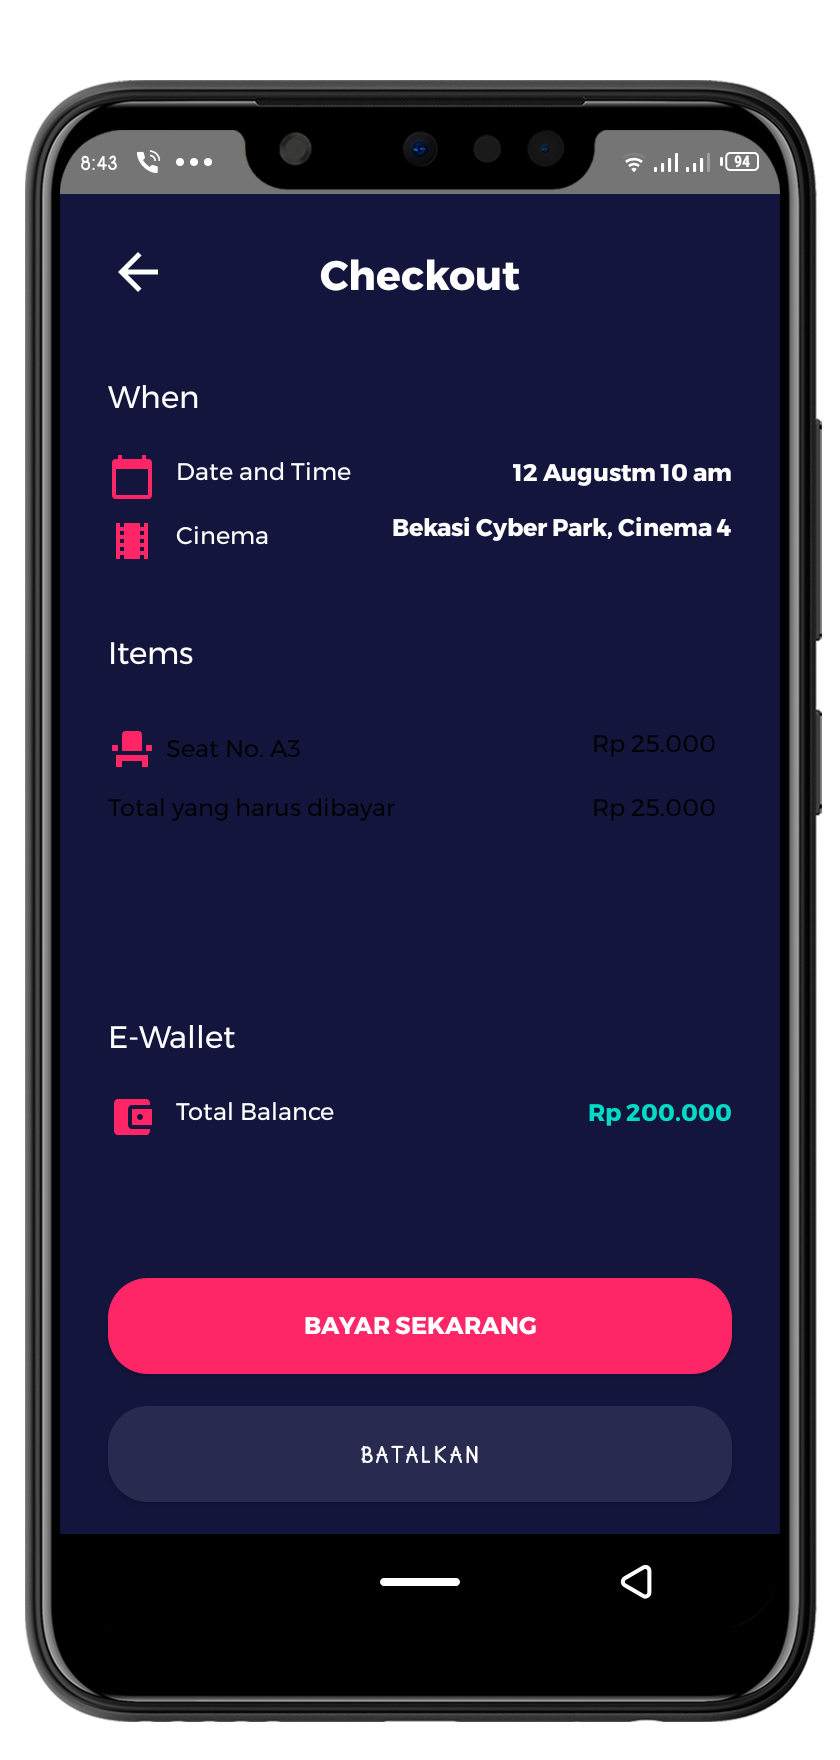 8:43
94
Checkout
When
Date and Time 12 Augustm 10 am
Cinema Bekasi Cyber Park, Cinema 4
Items
Seat No. A3 Rp 25.000
Total yang harus dibayar Rp 25.000
E-Wallet
Total Balance Rp 200.000
BAYAR SEKARANG
BATALKAN